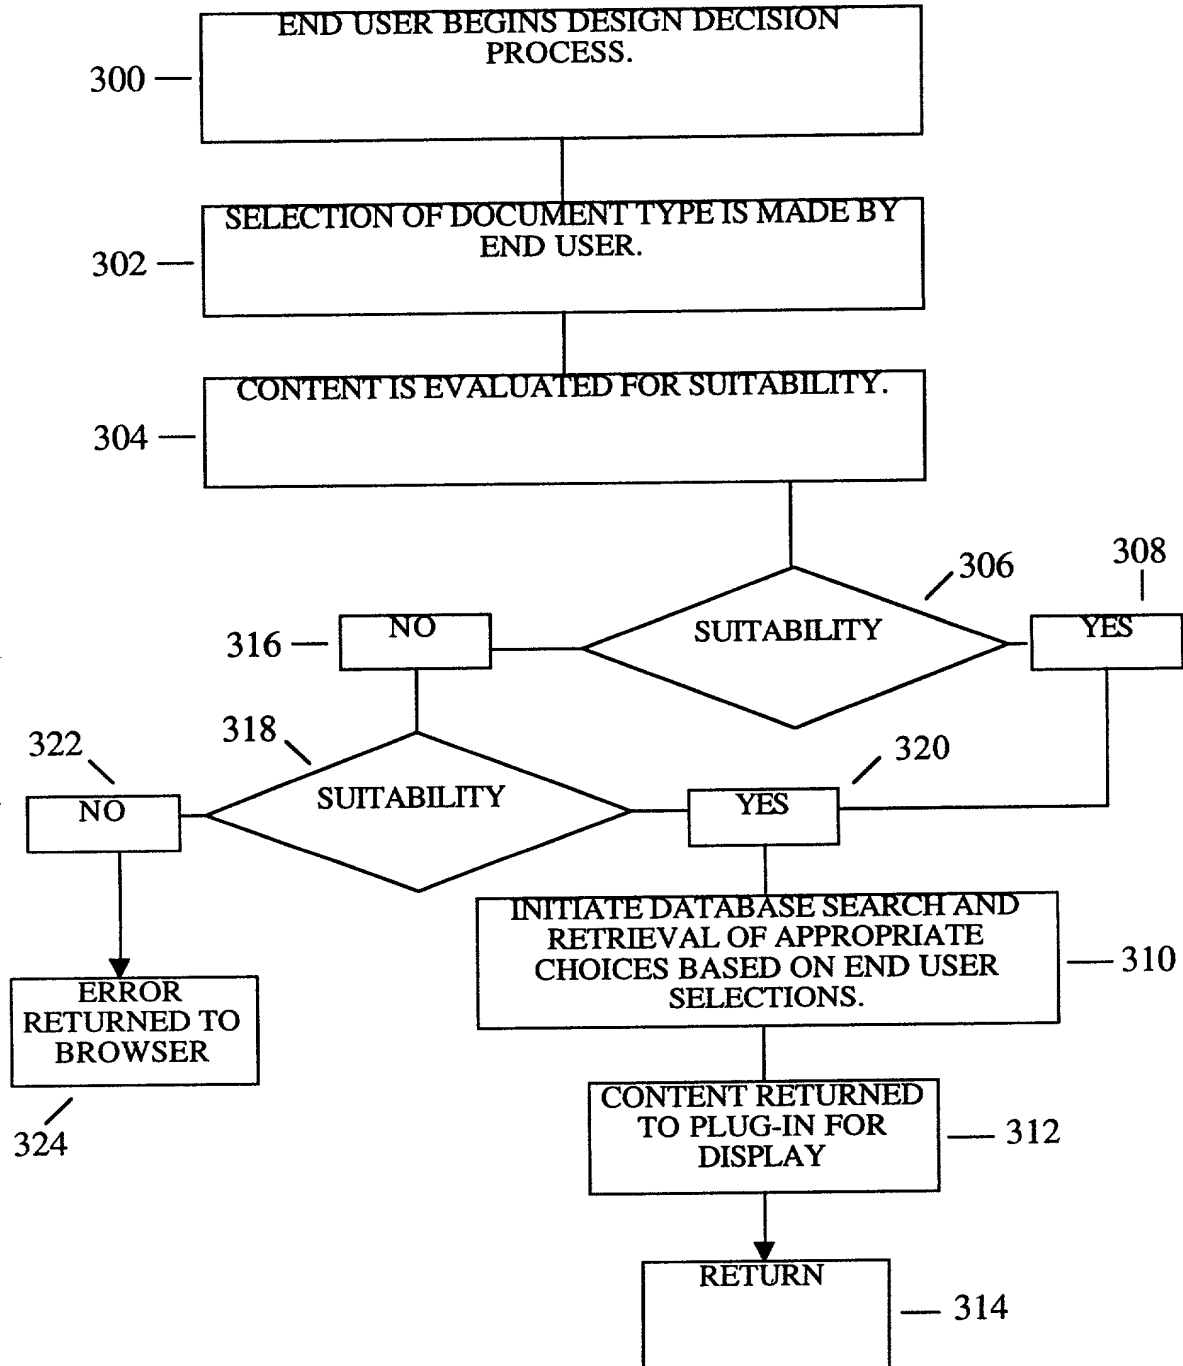 END USER BEGINS DESIGN DECISION
PROCESS.
300
SELECTION OF DOCUMENT TYPE IS MADE BY
END USER.
302
CONTENT IS EVALUATED FOR SUITABILITY.
304
306
308
SUITABILITY
YES
NO
316
318
320
322
SUITABILITY
YES
NO
INITIATE DATABASE SEARCH AND
RETRIEVAL OF APPROPRIATE
CHOICES BASED ON END USER
SELECTIONS.
310
ERROR
RETURNED TO
BROWSER
324
CONTENT RETURNED
TO PLUG-IN FOR
DISPLAY
312
RETURN
314